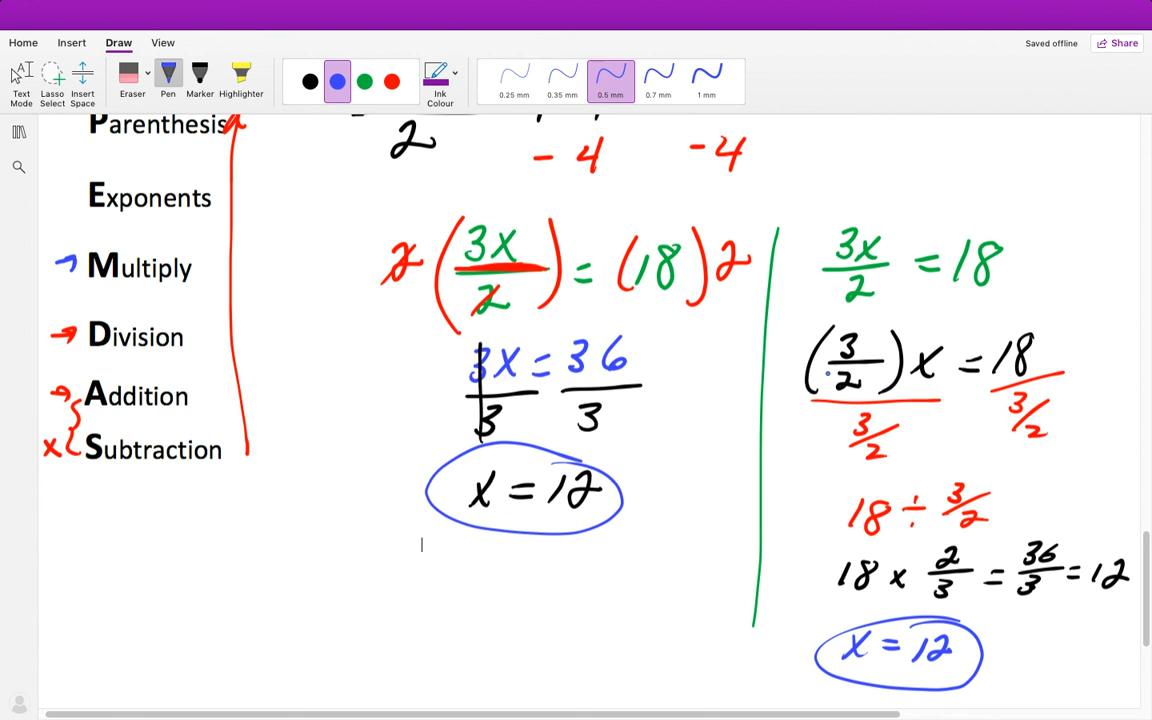 Home Insert Draw View
Saved offline
Share
Text Mode
Lasso Select
Insert Space
Eraser
Pen
Marker
Highlighter
Ink Colour
0.25 mm
0.35 mm
0.5 mm
0.7 mm
1 mm
Parenthesis
Exponents
Multiply
Division
Addition
x Subtraction
2
- 4 -4
2(3x/2) = (18)2
3x = 36
3 3
x = 12
3x/2 = 18
(3/2)x = 18
3/2 3/2
18 ÷ 3/2
18 x 2/3 = 36/3 = 12
x = 12